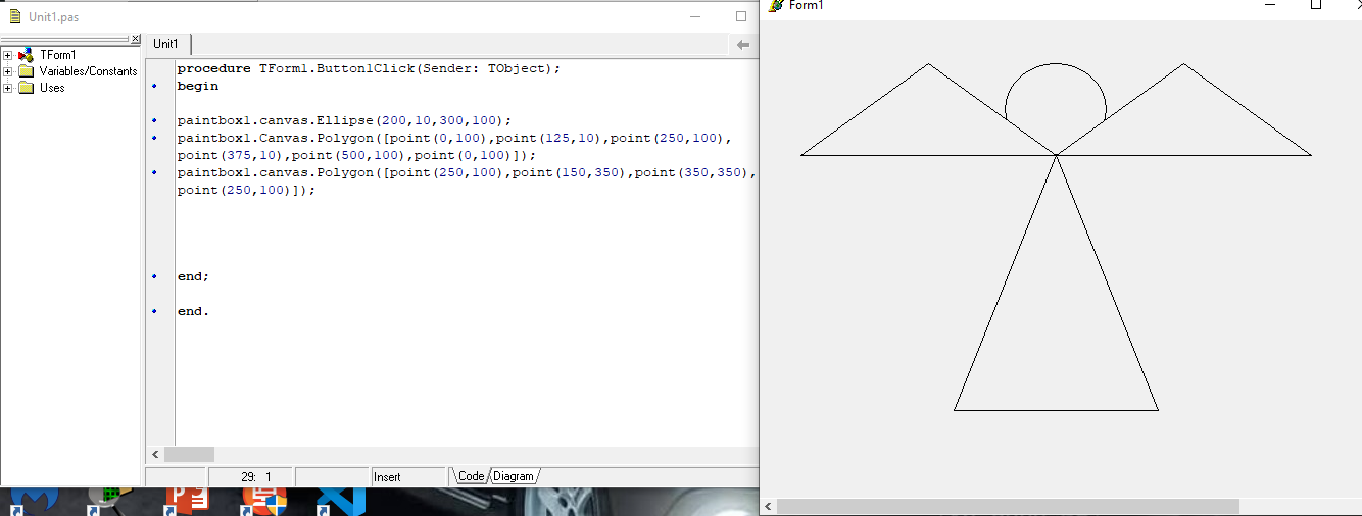 Unit1.pas
Form1
TForm1
Variables/Constants
Uses
Unit1
procedure TForm1.Button1Click(Sender: TObject);
begin
paintbox1.canvas.Ellipse(200,10,300,100);
paintbox1.Canvas.Polygon([point(0,100),point(125,10),point(250,100),
point(375,10),point(500,100),point(0,100)]);
paintbox1.canvas.Polygon([point(250,100),point(150,350),point(350,350),
point(250,100)]);
end;
end.
29: 1
Insert
Code
Diagram